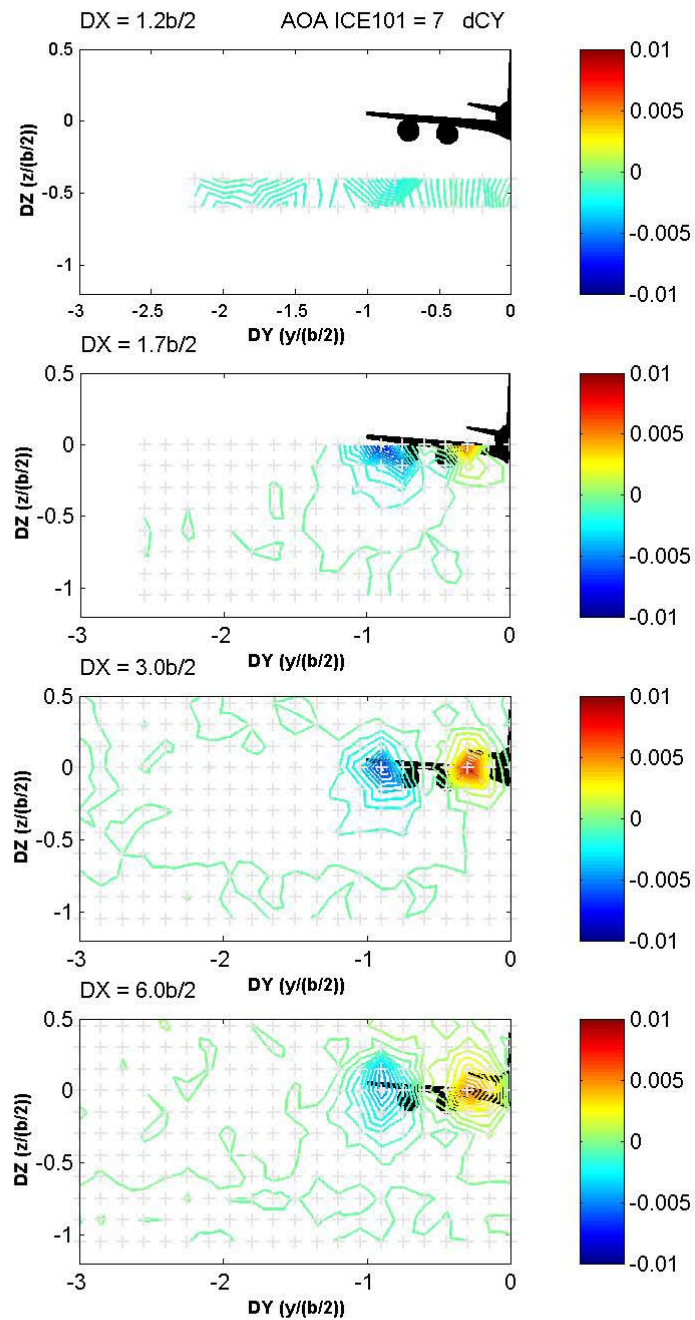 DX = 1.2b/2 AOA ICE101 = 7 dCY
0.01
0.5
0.005
0
0
-0.5
-0.005
-1
-0.01
DZ (z/(b/2))
-3 -2.5 -2 -1.5 -1 -0.5 0
DY (y/(b/2))
DX = 1.7b/2
0.01
0.005
0
0
-0.5
-0.005
-1
-0.01
DZ (z/(b/2))
-3 -2 -1 0
DY (y/(b/2))
DX = 3.0b/2
0.5
0.01
0.005
0
0
-0.5
-0.005
-1
-0.01
DZ (z/(b/2))
-3 -2 -1 0
DY (y/(b/2))
DX = 6.0b/2
0.5
0.01
0.005
0
0
-0.5
-0.005
-1
-0.01
DZ (z/(b/2))
-3 -2 -1 0
DY (y/(b/2))